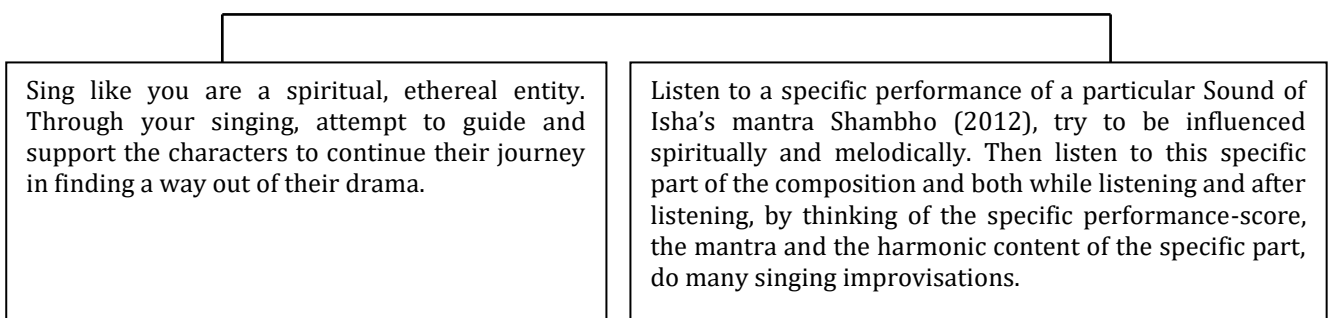 Sing like you are a spiritual, ethereal entity.
Through your singing, attempt to guide and
support the characters to continue their journey
in finding a way out of their drama.
Listen to a specific performance of a particular Sound of
Isha’s mantra Shambho (2012), try to be influenced
spiritually and melodically. Then listen to this specific
part of the composition and both while listening and after
listening, by thinking of the specific performance-score,
the mantra and the harmonic content of the specific part,
do many singing improvisations.